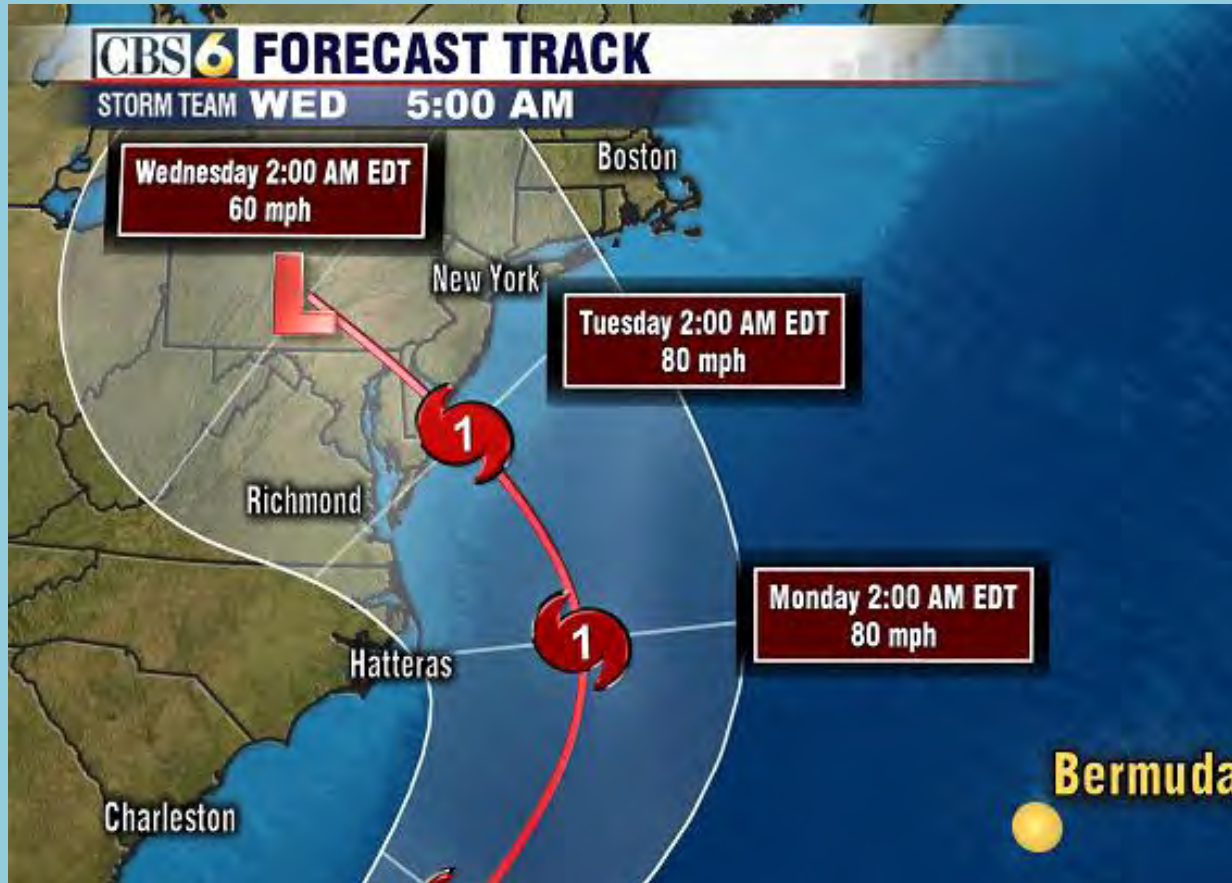 CBS 6 FORECAST TRACK
STORM TEAM WED 5:00 AM
Wednesday 2:00 AM EDT
60 mph
Boston
New York
L
Tuesday 2:00 AM EDT
80 mph
1
Richmond
Monday 2:00 AM EDT
80 mph
1
Hatteras
Bermuda
Charleston